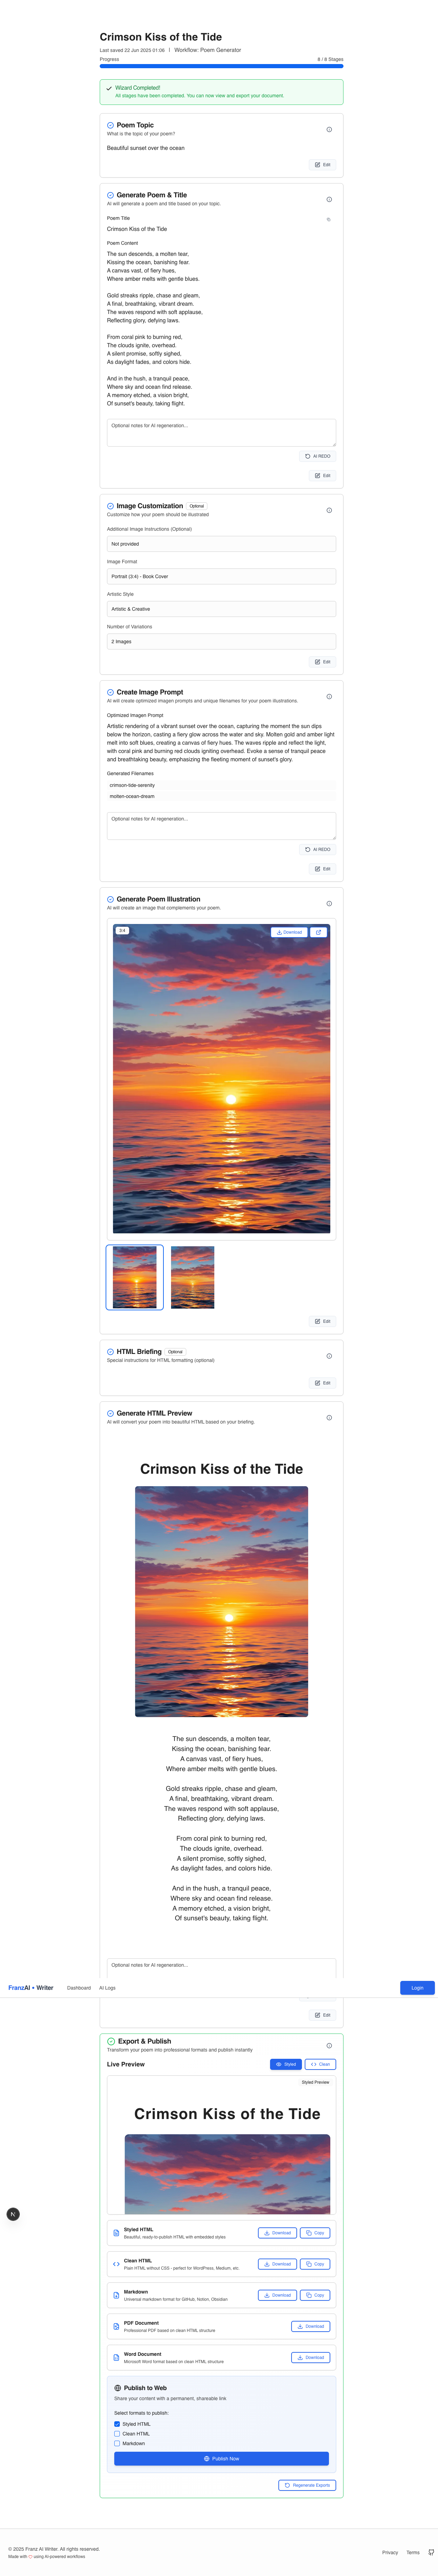 Crimson Kiss of the Tide
Last saved 22 Jun 2025 01:06 | Workflow: Poem Generator
Progress 8 / 8 Stages
Wizard Completed!
All stages have been completed. You can now view and export your document.
Poem Topic
What is the topic of your poem?
Beautiful sunset over the ocean
Edit
Generate Poem & Title
AI will generate a poem and title based on your topic.
Poem Title
Crimson Kiss of the Tide
Poem Content
The sun descends, a molten tear,
Kissing the ocean, banishing fear.
A canvas vast, of fiery hues,
Where amber melts with gentle blues.
Gold streaks ripple, chase and gleam,
A final, breathtaking, vibrant dream.
The waves respond with soft applause,
Reflecting glory, defying laws.
From coral pink to burning red,
The clouds ignite, overhead.
A silent promise, softly sighed,
As daylight fades, and colors hide.
And in the hush, a tranquil peace,
Where sky and ocean find release.
A memory etched, a vision bright,
Of sunset's beauty, taking flight.
Optional notes for AI regeneration...
AI REDO
Edit
Image Customization Optional
Customize how your poem should be illustrated
Additional Image Instructions (Optional)
Not provided
Image Format
Portrait (3:4) - Book Cover
Artistic Style
Artistic & Creative
Number of Variations
2 Images
Edit
Create Image Prompt
AI will create optimized Imagen prompts and unique filenames for your poem illustrations.
Optimized Imagen Prompt
Artistic rendering of a vibrant sunset over the ocean, capturing the moment the sun dips
below the horizon, casting a fiery glow across the water and sky. Molten gold and amber light
melt into soft blues, creating a canvas of fiery hues. The waves ripple and reflect the light,
with coral pink and burning red clouds igniting overhead. Evoke a sense of tranquil peace
and breathtaking beauty, emphasizing the fleeting moment of sunset's glory.
Generated Filenames
crimson-tide-serenity
molten-ocean-dream
Optional notes for AI regeneration...
AI REDO
Edit
Generate Poem Illustration
AI will create an image that complements your poem.
3:4 Download
Edit
HTML Briefing Optional
Special instructions for HTML formatting (optional)
Edit
Generate HTML Preview
AI will convert your poem into beautiful HTML based on your briefing.
Crimson Kiss of the Tide
The sun descends, a molten tear,
Kissing the ocean, banishing fear.
A canvas vast, of fiery hues,
Where amber melts with gentle blues.
Gold streaks ripple, chase and gleam,
A final, breathtaking, vibrant dream.
The waves respond with soft applause,
Reflecting glory, defying laws.
From coral pink to burning red,
The clouds ignite, overhead.
A silent promise, softly sighed,
As daylight fades, and colors hide.
And in the hush, a tranquil peace,
Where sky and ocean find release.
A memory etched, a vision bright,
Of sunset's beauty, taking flight.
Optional notes for AI regeneration...
FranzAI • Writer Dashboard AI Logs Login
Edit
Export & Publish
Transform your poem into professional formats and publish instantly
Live Preview Styled Clean
Styled Preview
Crimson Kiss of the Tide
N
Styled HTML
Beautiful, ready-to-publish HTML with embedded styles
Download Copy
Clean HTML
Plain HTML without CSS - perfect for WordPress, Medium, etc
Download Copy
Markdown
Universal markdown format for GitHub, Notion, Obsidian
Download Copy
PDF Document
Professional PDF based on clean HTML structure
Download
Word Document
Microsoft Word format based on clean HTML structure
Download
Publish to Web
Share your content with a permanent, shareable link
Select formats to publish:
Styled HTML
Clean HTML
Markdown
Publish Now
Regenerate Exports
© 2025 Franz AI Writer. All rights reserved.
Made with ♡ using AI-powered workflows
Privacy Terms